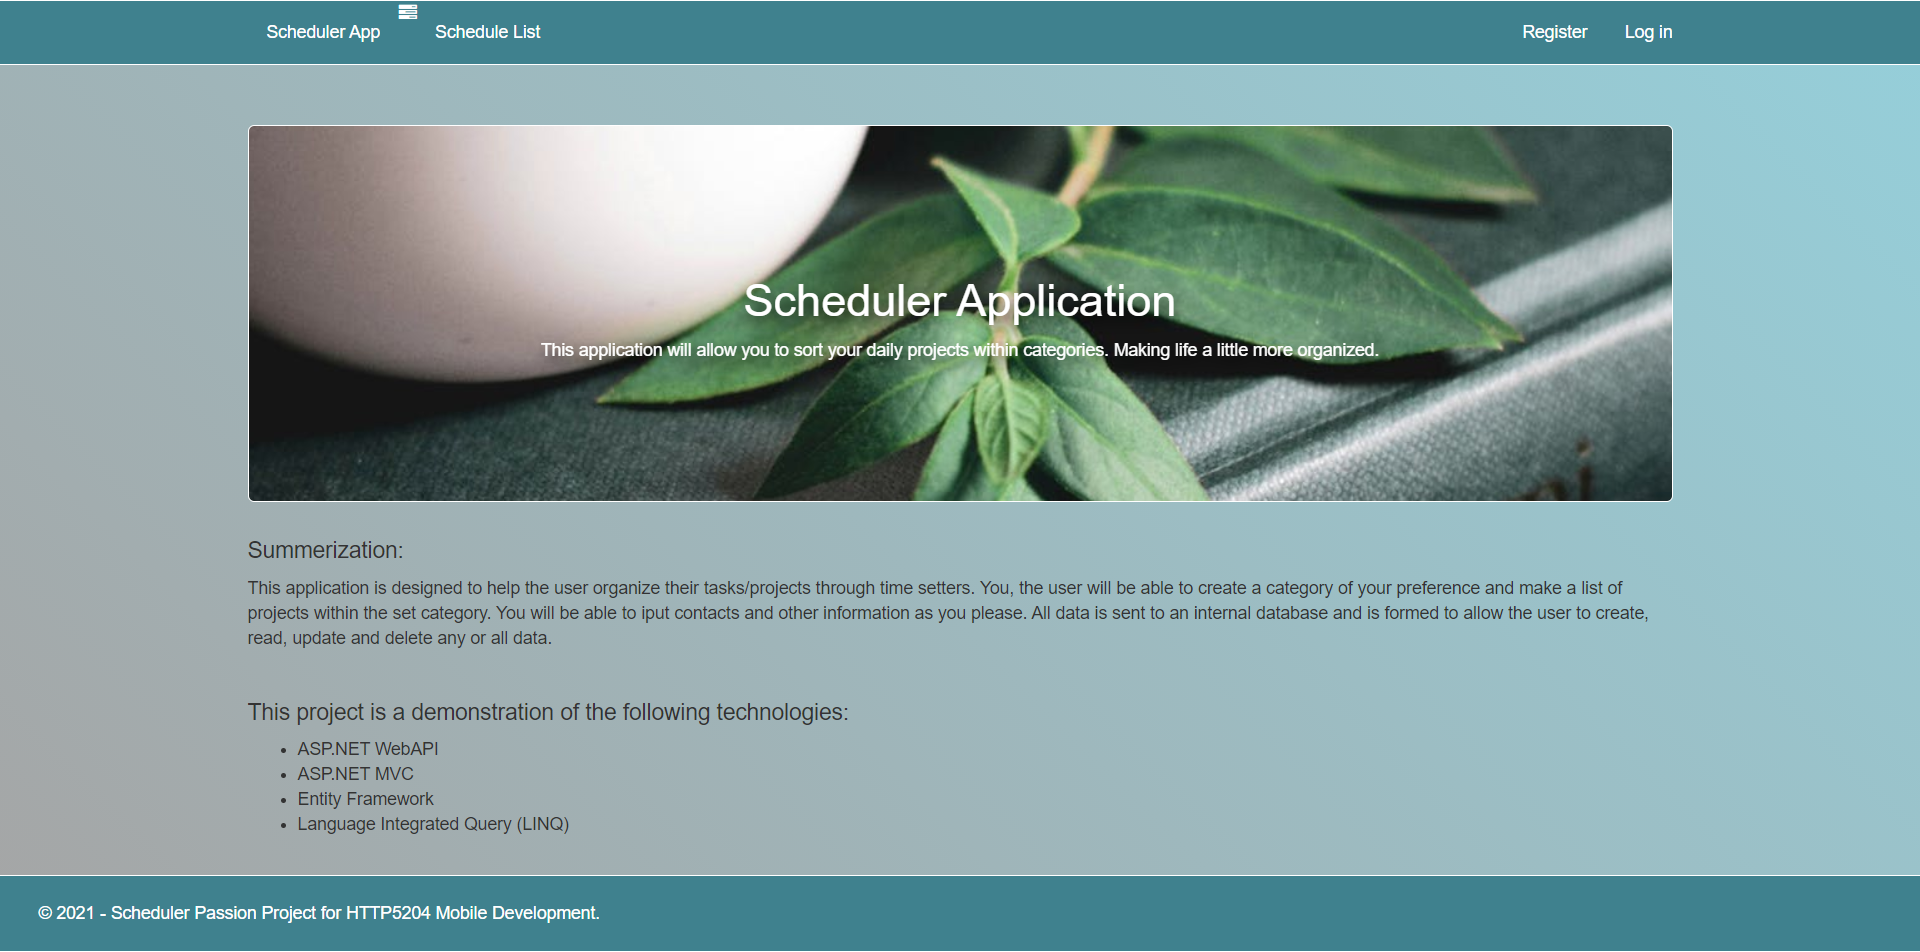 Scheduler App
Schedule List
Register
Log in
Scheduler Application
This application will allow you to sort your daily projects within categories. Making life a little more organized.
Summerization:
This application is designed to help the user organize their tasks/projects through time setters. You, the user will be able to create a category of your preference and make a list of
projects within the set category. You will be able to iput contacts and other information as you please. All data is sent to an internal database and is formed to allow the user to create,
read, update and delete any or all data.
This project is a demonstration of the following technologies:
• ASP.NET WebAPI
• ASP.NET MVC
• Entity Framework
• Language Integrated Query (LINQ)
© 2021 - Scheduler Passion Project for HTTP5204 Mobile Development.